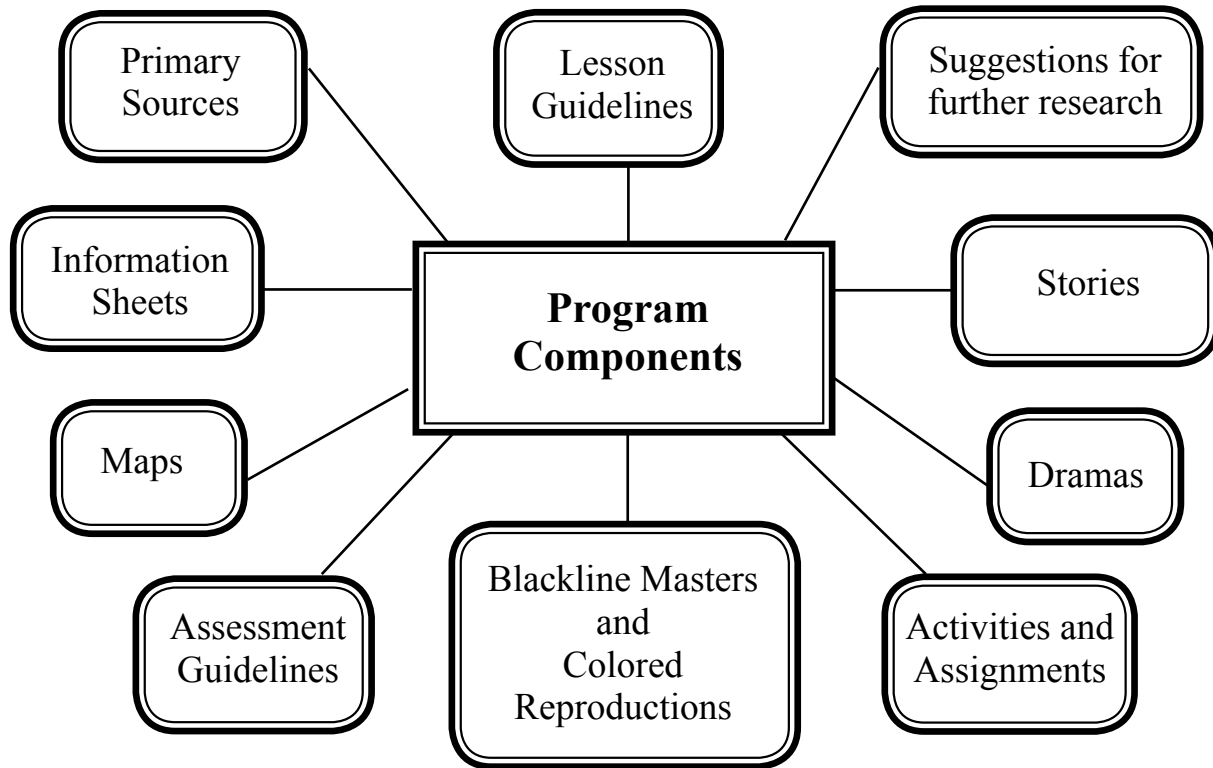 Primary
Sources
Lesson
Guidelines
Suggestions for
further research
Information
Sheets
Program
Components
Stories
Maps
Dramas
Assessment
Guidelines
Blackline Masters
and
Colored
Reproductions
Activities and
Assignments